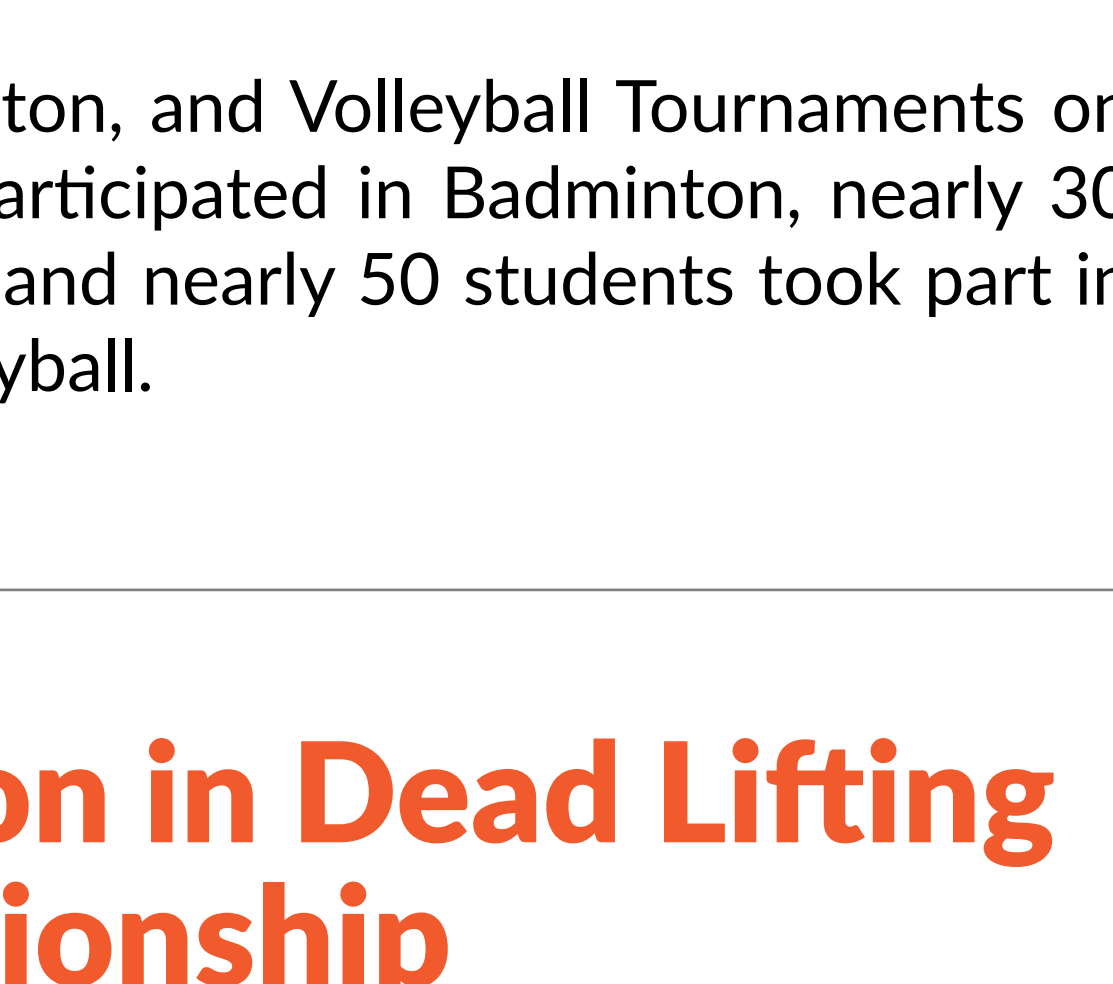 ton, and Volleyball Tournaments on
articipated in Badminton, nearly 30
and nearly 50 students took part in
yball.
on in Dead Lifting
ionship